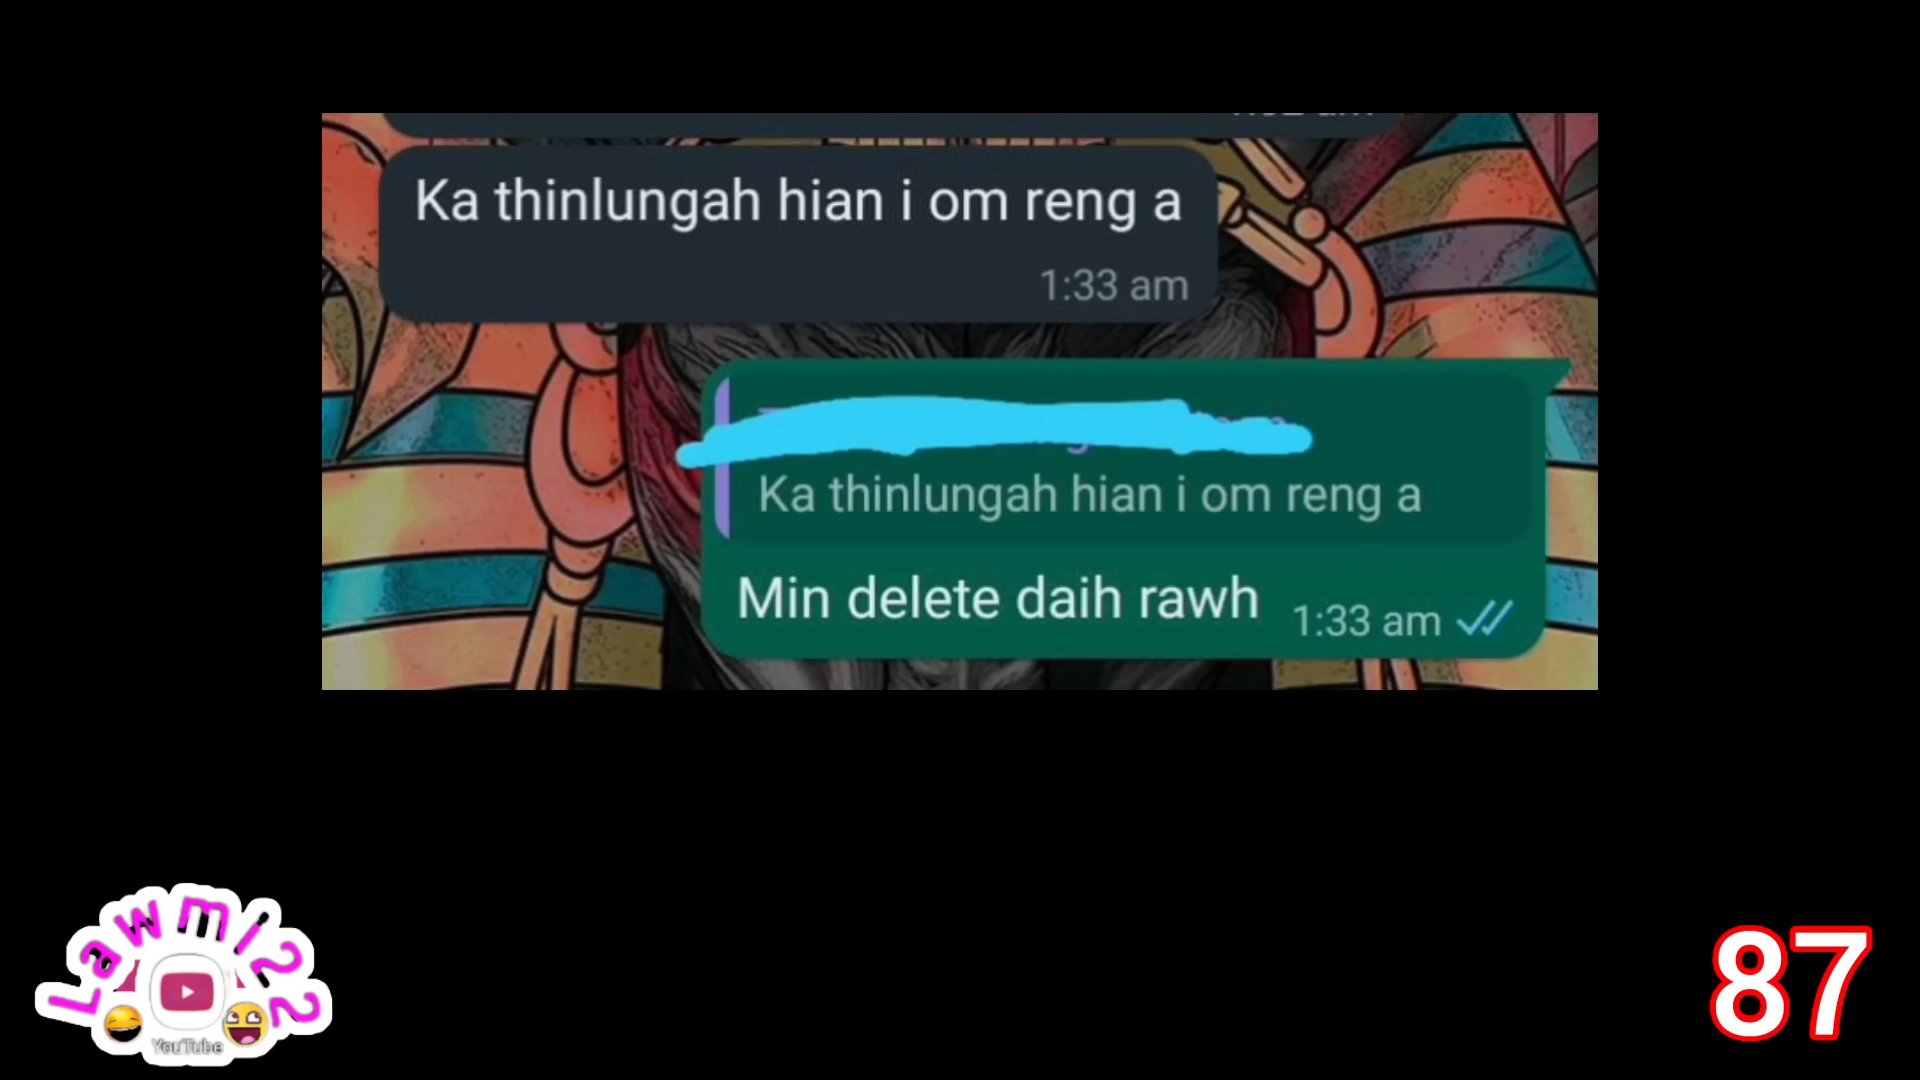 Ka thinlungah hian i om reng a
1:33 am
Ka thinlungah hian i om reng a
Min delete daih rawh
1:33 am
Lawmi22
YouTube
87